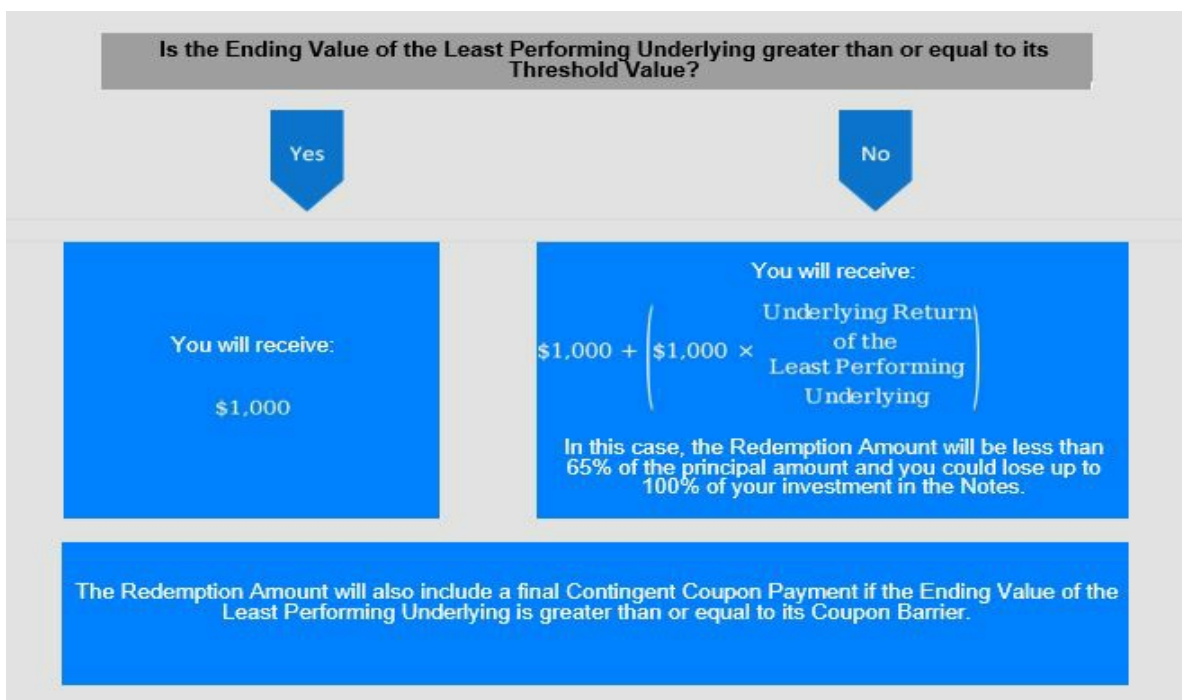 Is the Ending Value of the Least Performing Underlying greater than or equal to its
Threshold Value?
Yes
No
You will receive:
$1,000
You will receive:
$1,000 + ($1,000 × Underlying Return
of the
Least Performing
Underlying)
In this case, the Redemption Amount will be less than
65% of the principal amount and you could lose up to
100% of your investment in the Notes.
The Redemption Amount will also include a final Contingent Coupon Payment if the Ending Value of the
Least Performing Underlying is greater than or equal to its Coupon Barrier.